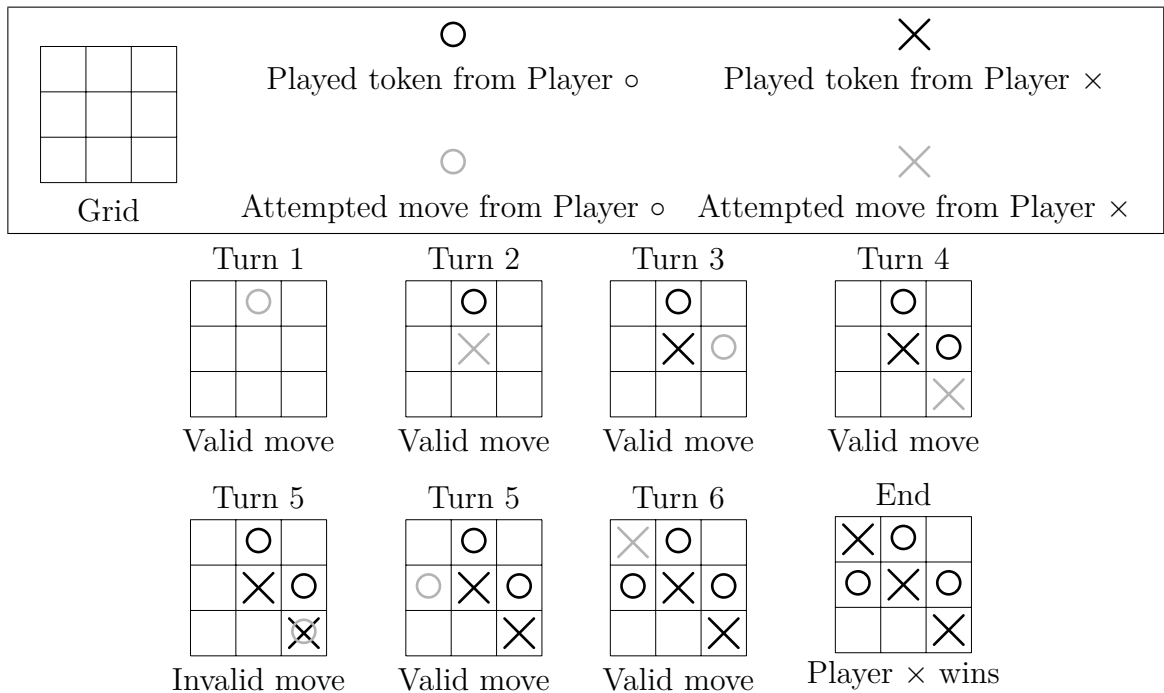 Played token from Player ○
Played token from Player ×
Grid
Attempted move from Player ○
Attempted move from Player ×
Turn 1
Turn 2
Turn 3
Turn 4
Valid move
Valid move
Valid move
Valid move
Turn 5
Turn 5
Turn 6
End
Invalid move
Valid move
Valid move
Player × wins